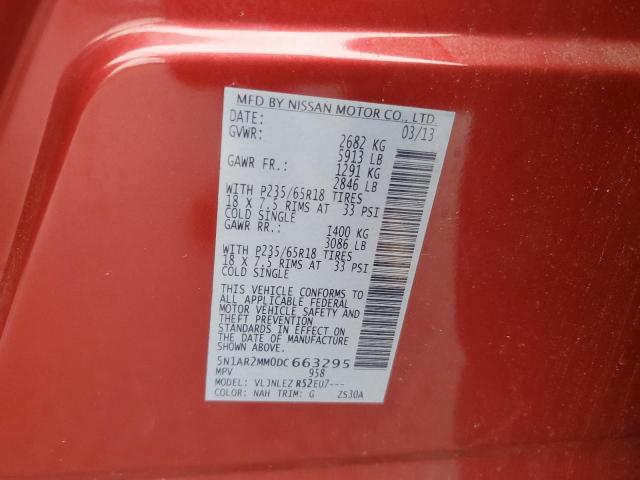 MFD BY NISSAN MOTOR CO., LTD.
DATE: 03/13
GVWR: 2682 KG
5913 LB
GAWR FR.: 1291 KG
2846 LB
WITH P235/65R18 TIRES
18 X 7.5 RIMS AT 33 PSI
COLD SINGLE
GAWR RR.: 1400 KG
3086 LB
WITH P235/65R18 TIRES
18 X 7.5 RIMS AT 33 PSI
COLD SINGLE
THIS VEHICLE CONFORMS TO
ALL APPLICABLE FEDERAL
MOTOR VEHICLE SAFETY AND
THEFT PREVENTION
STANDARDS IN EFFECT ON
THE DATE OF MANUFACTURE
SHOWN ABOVE.
5N1AR2MM0DC663295
MPV 958
MODEL: VLJNLEZ R52EU7---
COLOR: NAH TRIM: G ZS30A